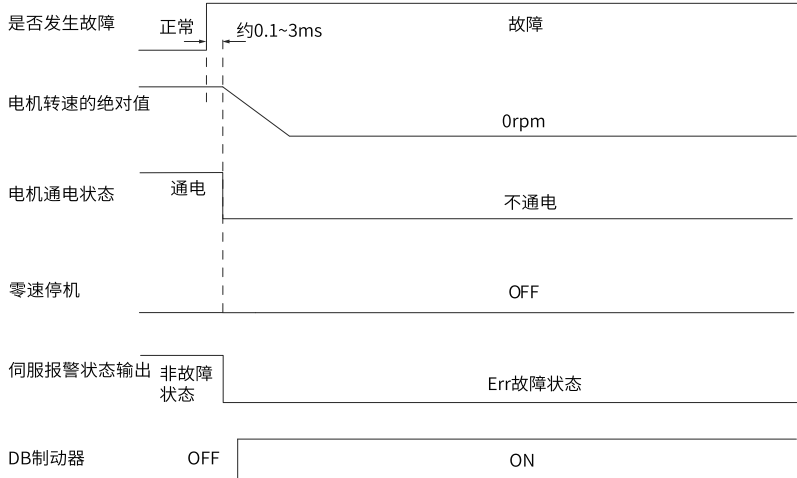 是否发生故障 正常 故障
约0.1~3ms
电机转速的绝对值
0rpm
电机通电状态 通电 不通电
零速停机 OFF
伺服报警状态输出 非故障
状态 Err故障状态
DB制动器 OFF ON